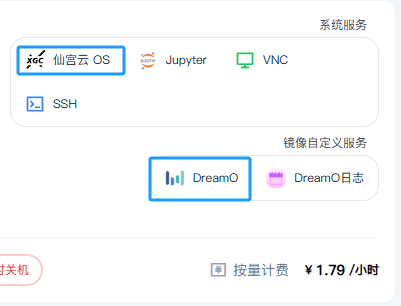 系统服务
XGC 仙宫云 OS Jupyter VNC
SSH
镜像自定义服务
DreamO DreamO日志
时关机 按量计费 ¥ 1.79 /小时